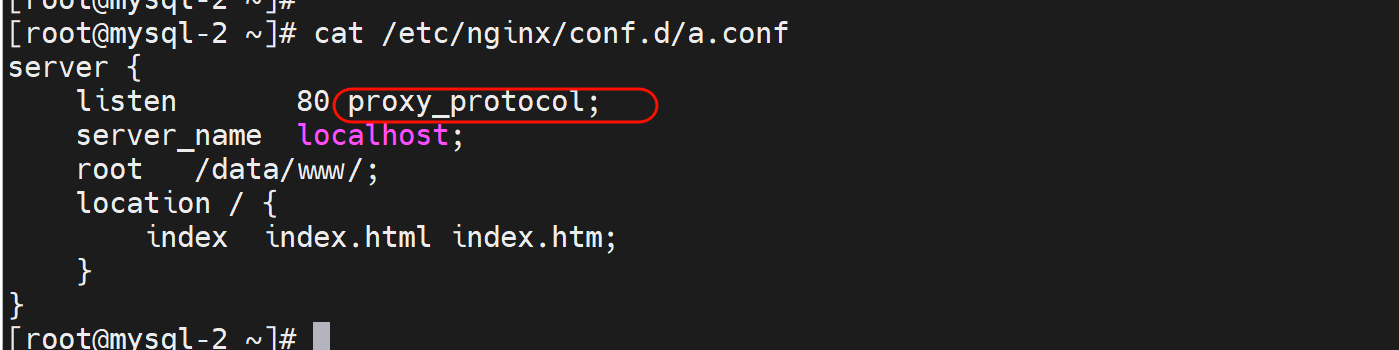 [root@mysql-2 ~]#
[root@mysql-2 ~]# cat /etc/nginx/conf.d/a.conf
server {
    listen       80 proxy_protocol;
    server_name  localhost;
    root   /data/www/;
    location / {
        index  index.html index.htm;
    }
}
[root@mysql-2 ~]#